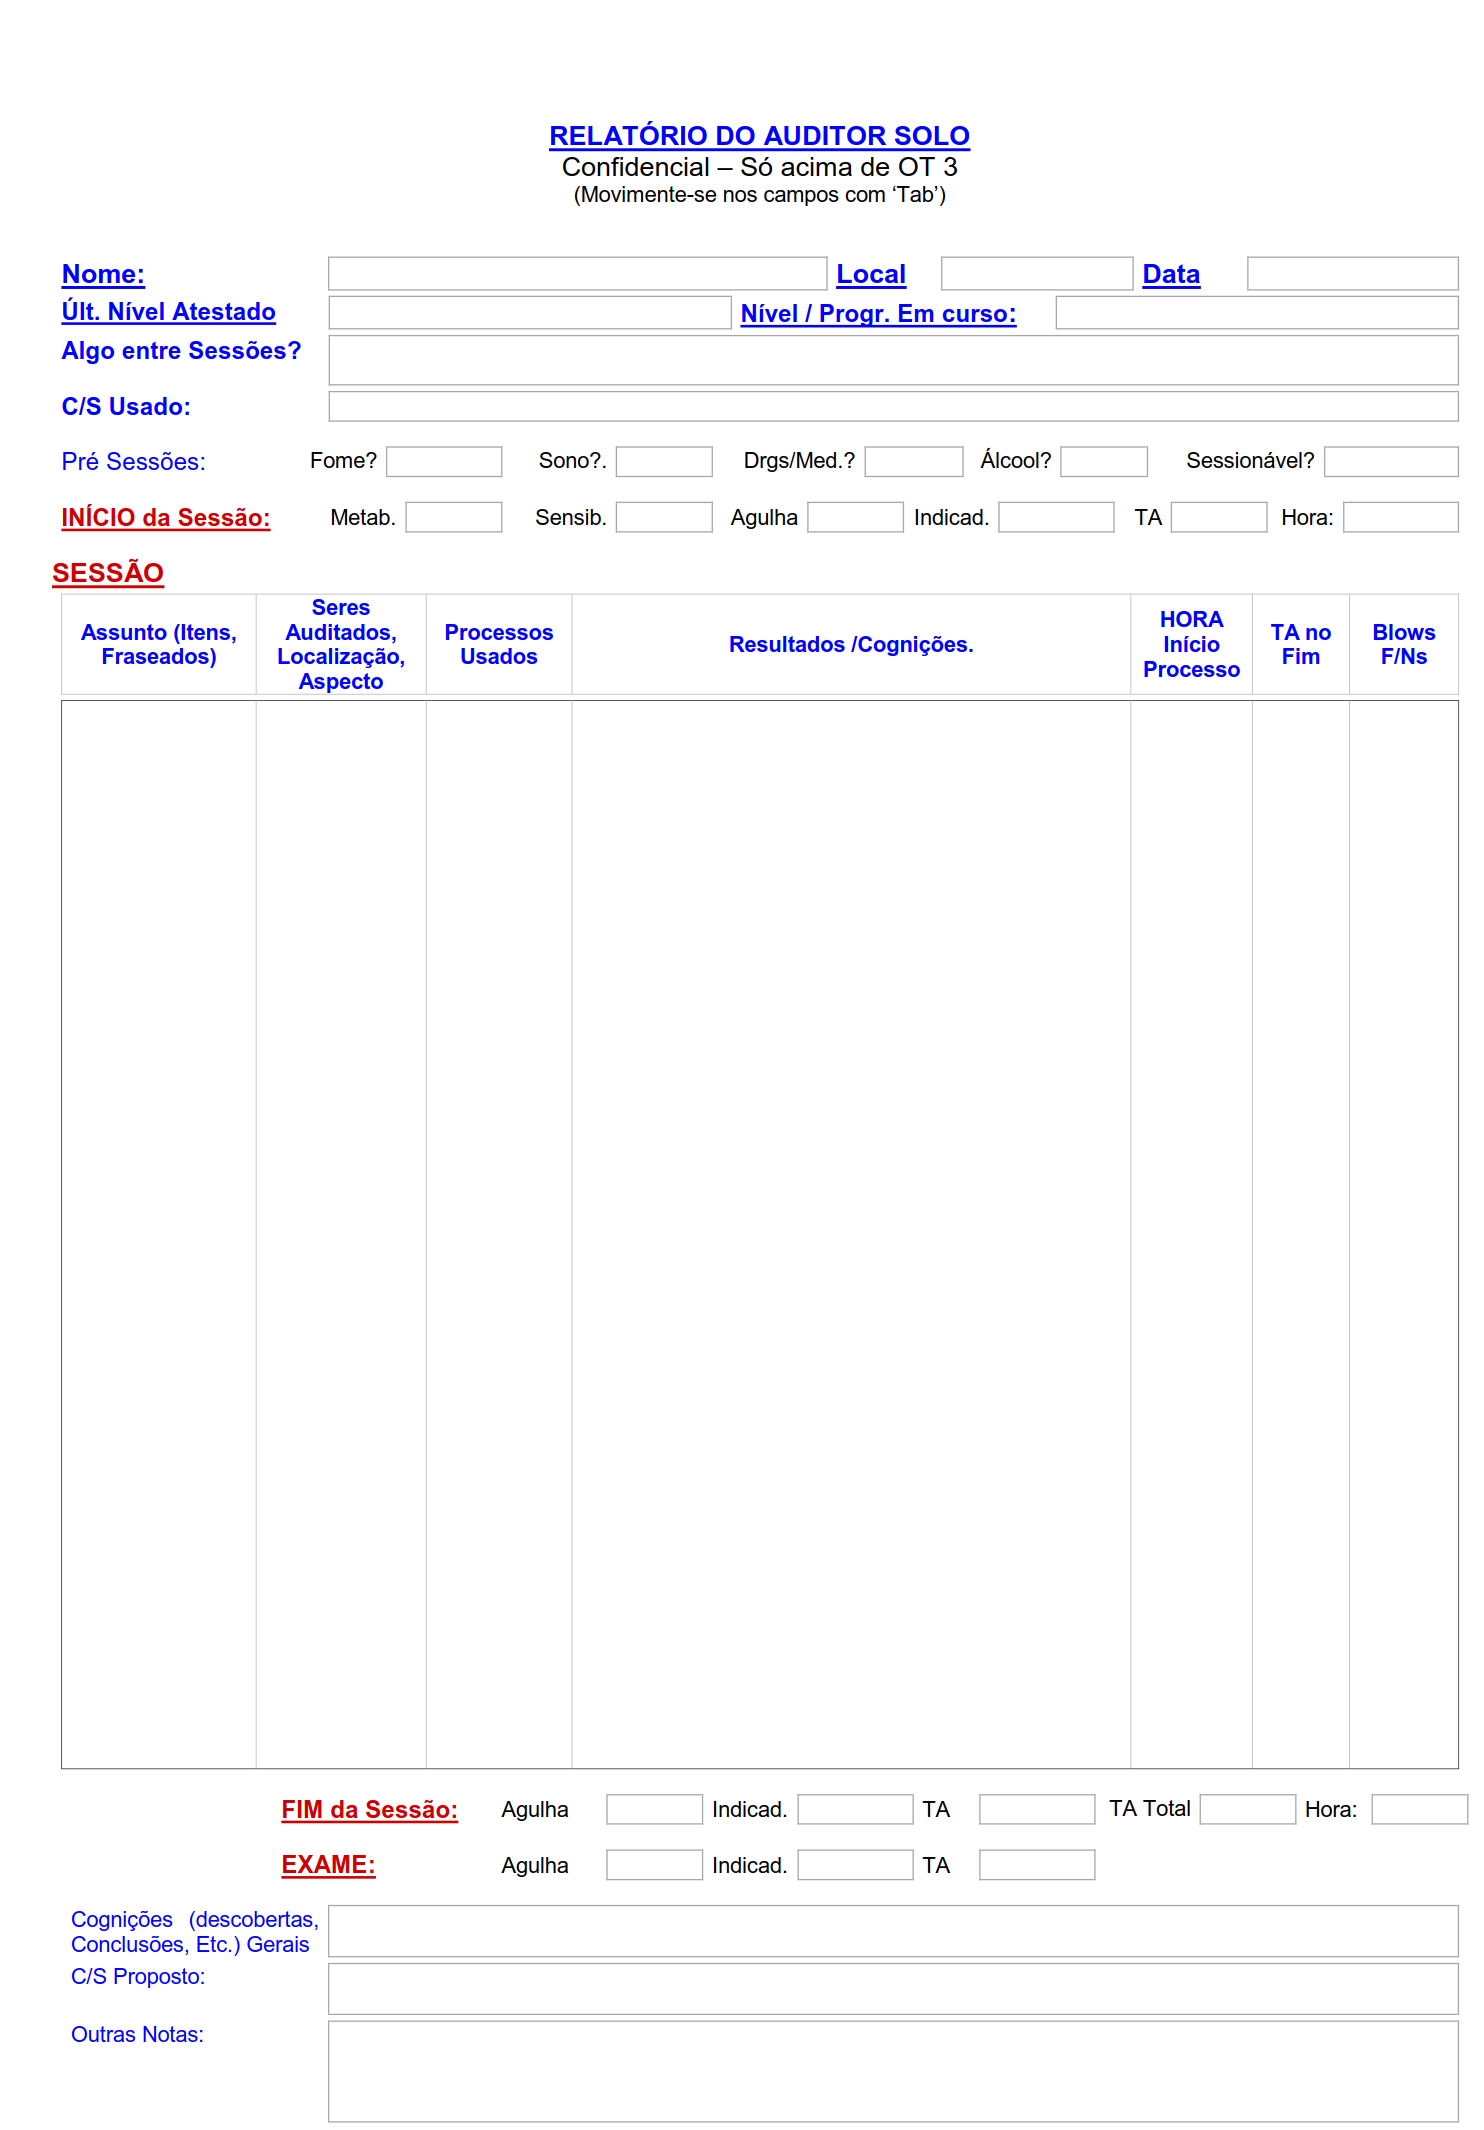 RELATÓRIO DO AUDITOR SOLO
Confidencial – Só acima de OT 3
(Movimente-se nos campos com ‘Tab’)
Nome: Local Data
Últ. Nível Atestado Nível / Progr. Em curso:
Algo entre Sessões?
C/S Usado:
Pré Sessões: Fome? Sono?. Drgs/Med.? Álcool? Sessionável?
INÍCIO da Sessão: Metab. Sensib. Agulha Indicad. TA Hora:
SESSÃO
Assunto (Itens,
Fraseados)
Seres
Auditados,
Localização,
Aspecto
Processos
Usados
Resultados /Cognições.
HORA
Início
Processo
TA no
Fim
Blows
F/Ns
FIM da Sessão: Agulha Indicad. TA TA Total Hora:
EXAME: Agulha Indicad. TA
Cognições (descobertas,
Conclusões, Etc.) Gerais
C/S Proposto:
Outras Notas: